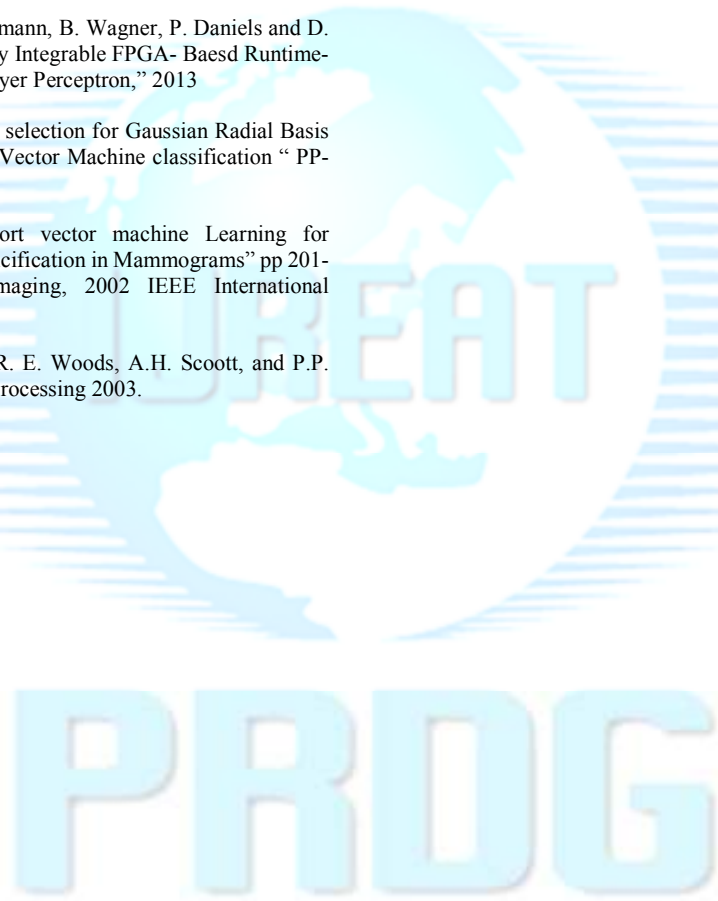 mann, B. Wagner, P. Daniels and D.
y Integrable FPGA- Baesd Runtime-
yer Perceptron,” 2013
selection for Gaussian Radial Basis
Vector Machine classification “ PP-
ort vector machine Learning for
cification in Mammograms” pp 201-
maging, 2002 IEEE International
R. E. Woods, A.H. Scoott, and P.P.
rocessing 2003.
IJREAT
PRDG